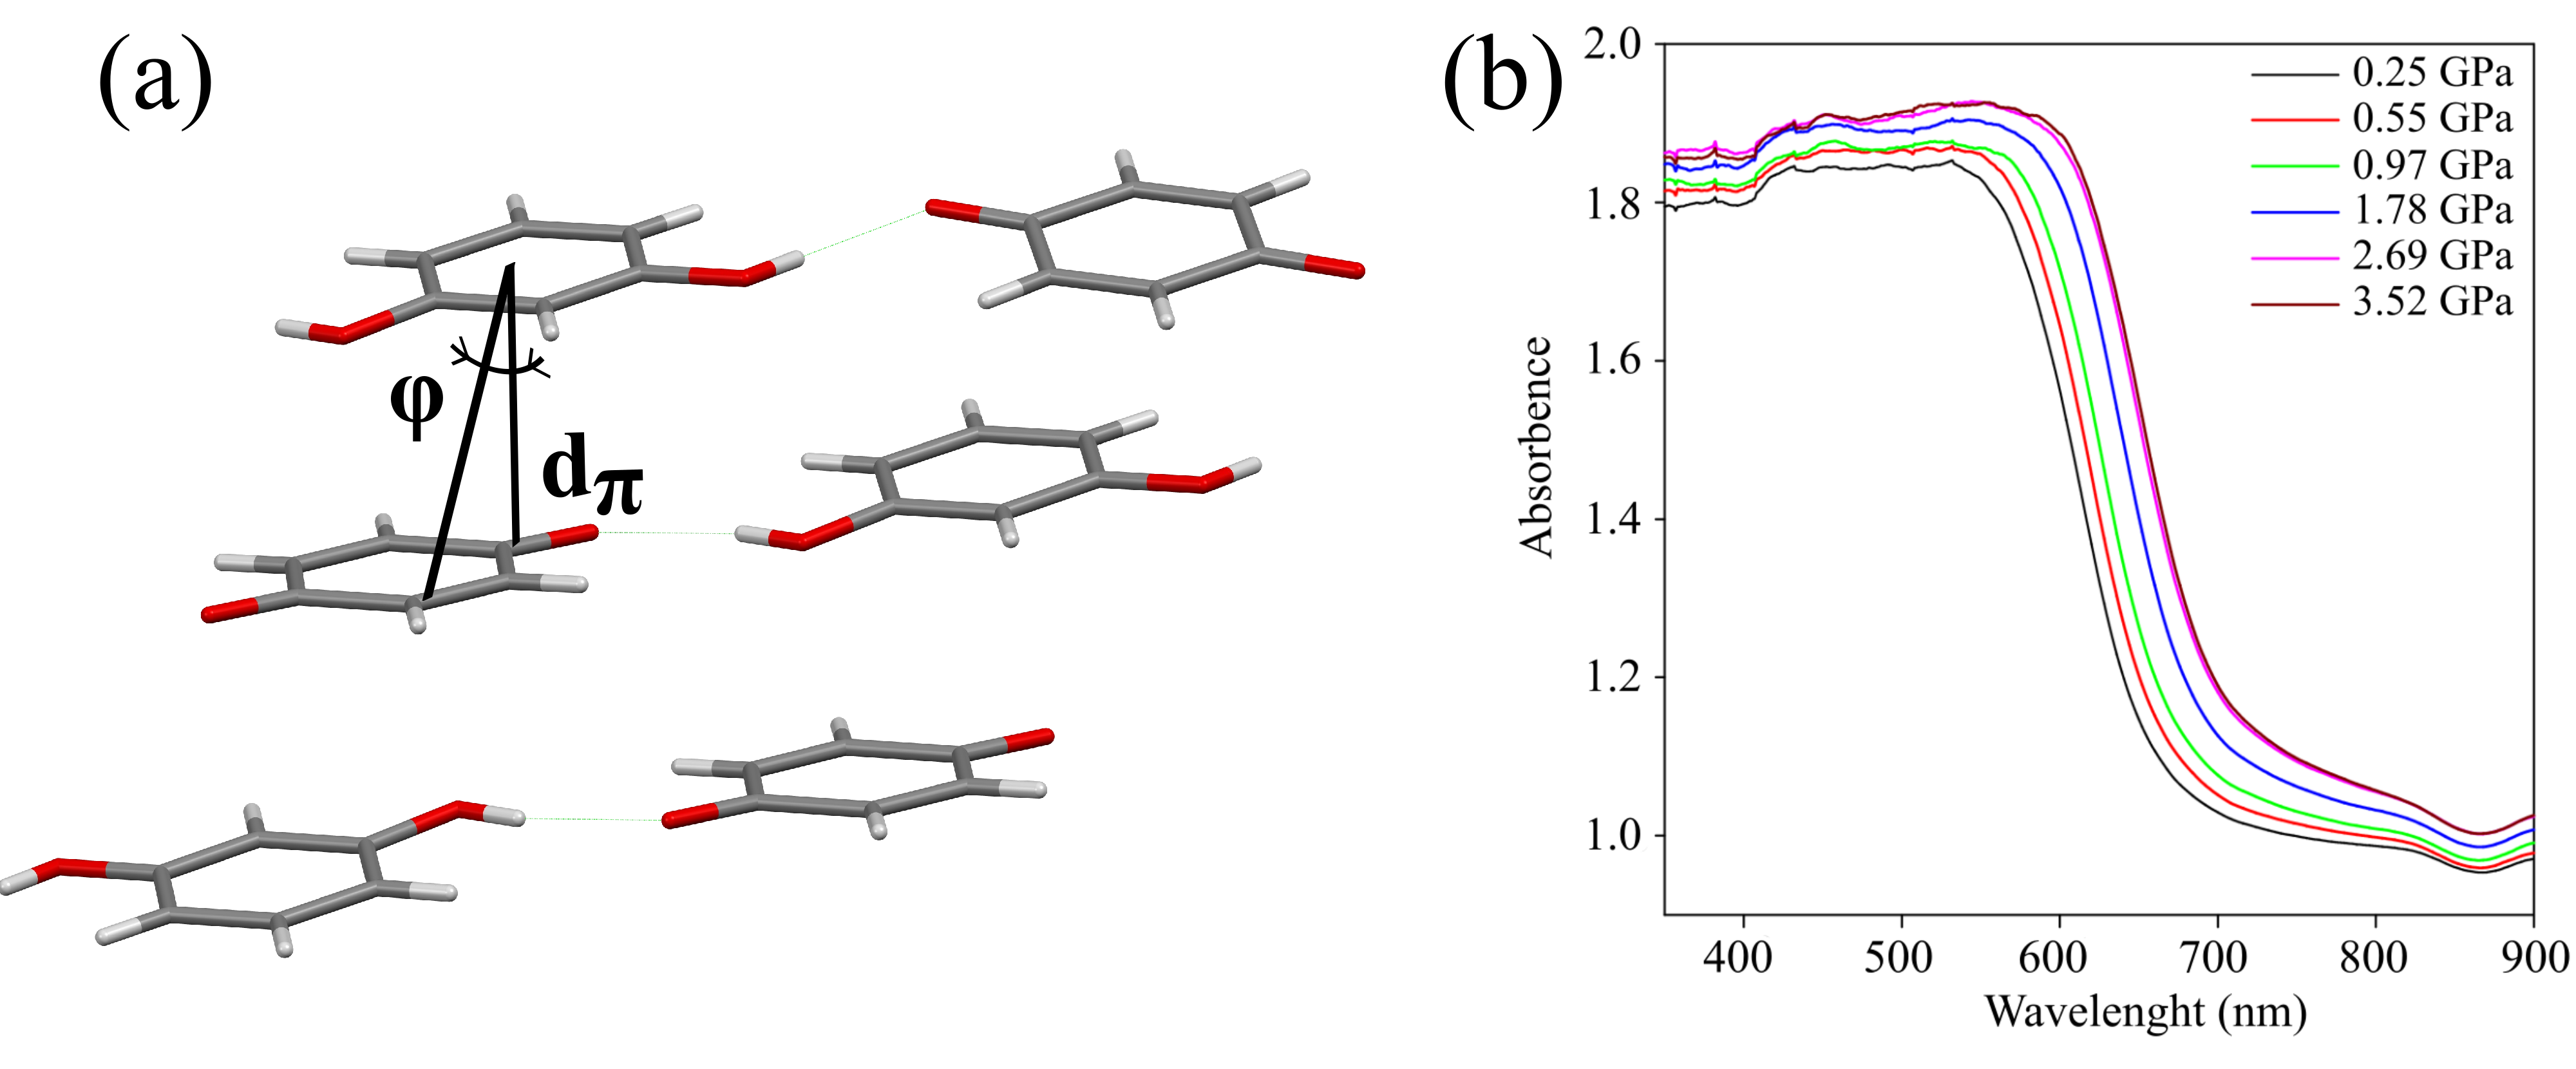 (a)
φ
dπ
(b)
Absorbence
2.0
1.8
1.6
1.4
1.2
1.0
0.25 GPa
0.55 GPa
0.97 GPa
1.78 GPa
2.69 GPa
3.52 GPa
400 500 600 700 800 900
Wavelenght (nm)